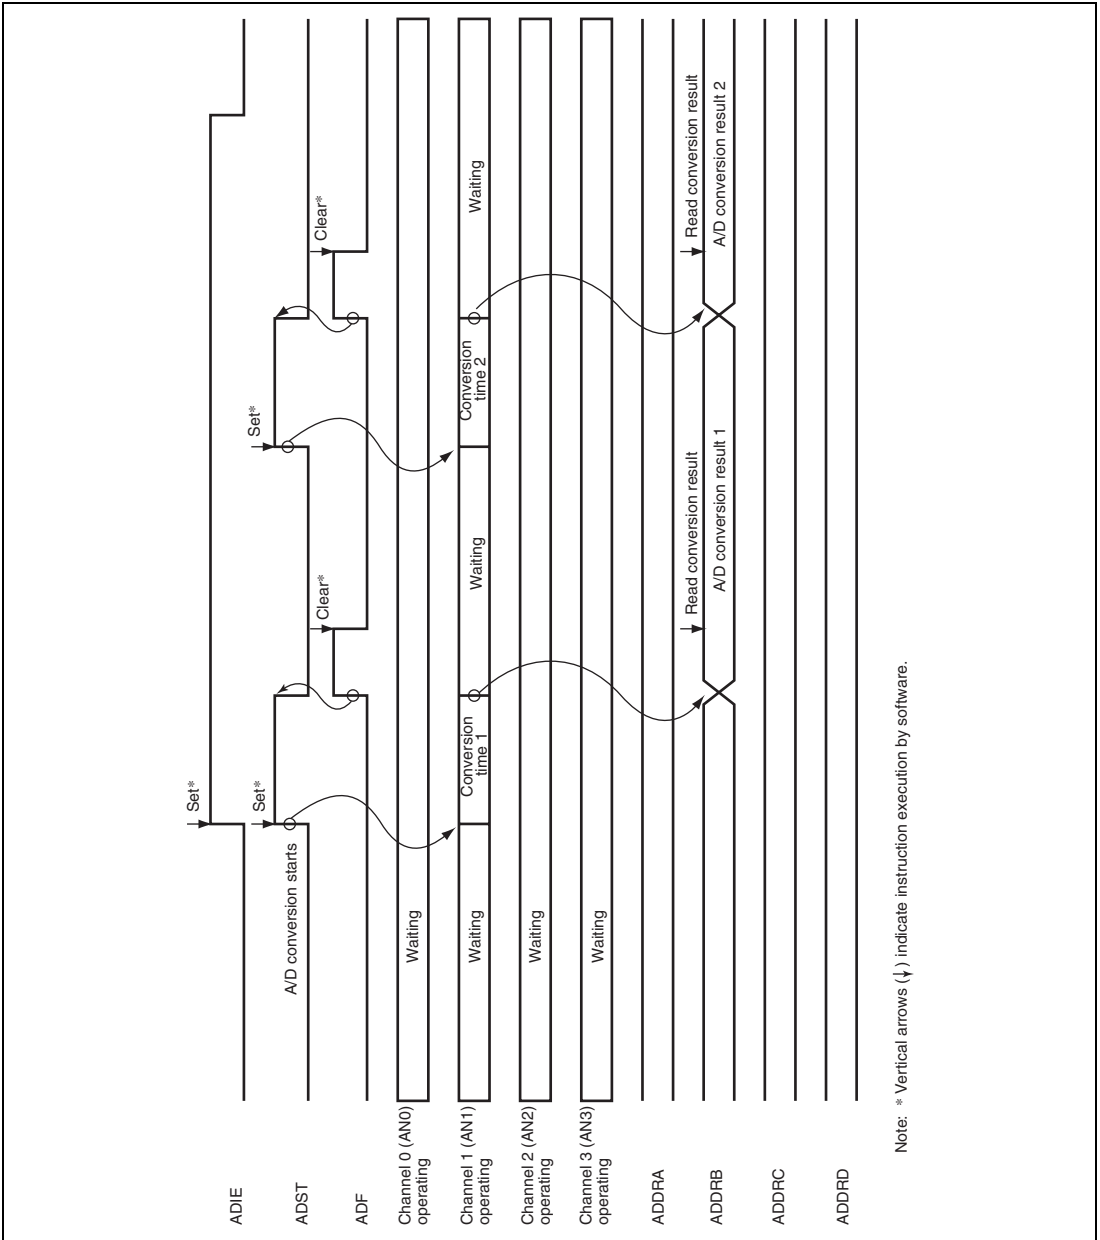 ADIE
Set*
ADST
A/D conversion starts
Set*
Set*
ADF
Clear*
Clear*
Channel 0 (AN0)
operating
Waiting
Channel 1 (AN1)
operating
Waiting
Conversion
time 1
Waiting
Conversion
time 2
Waiting
Channel 2 (AN2)
operating
Waiting
Channel 3 (AN3)
operating
Waiting
ADDRA
ADDRB
Read conversion result
A/D conversion result 1
Read conversion result
A/D conversion result 2
ADDRC
ADDRD
Note: * Vertical arrows (↓) indicate instruction execution by software.